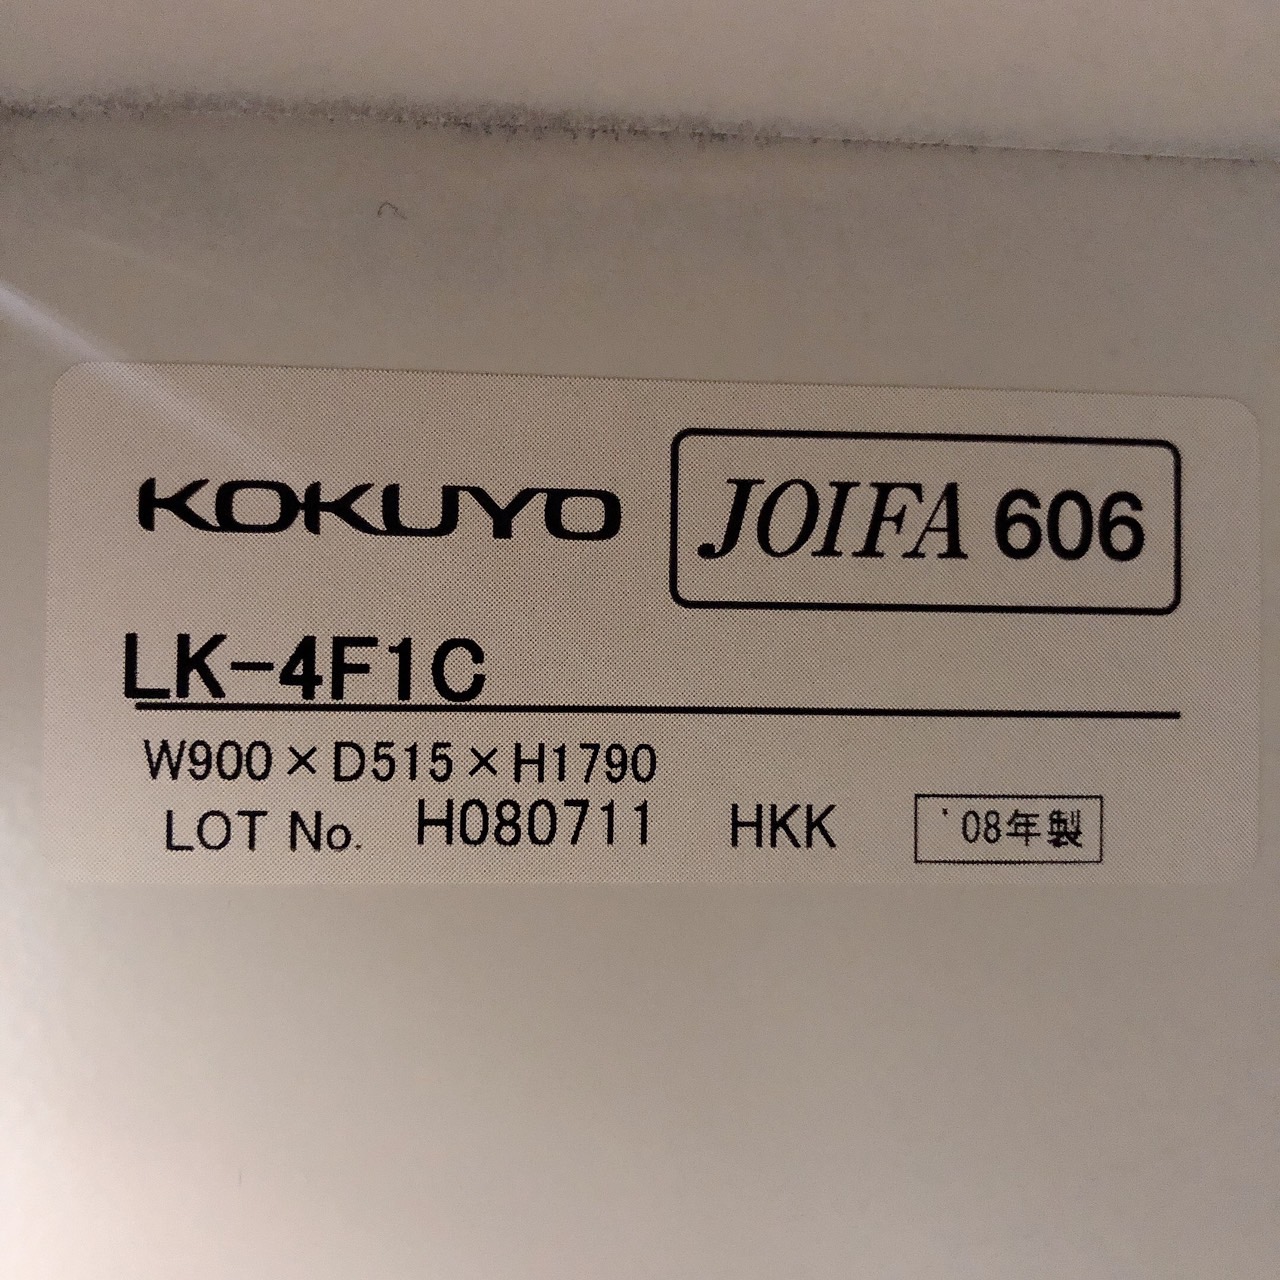 KOKUYO JOIFA 606
LK-4F1C
W900×D515×H1790
LOT No. H080711 HKK '08年製